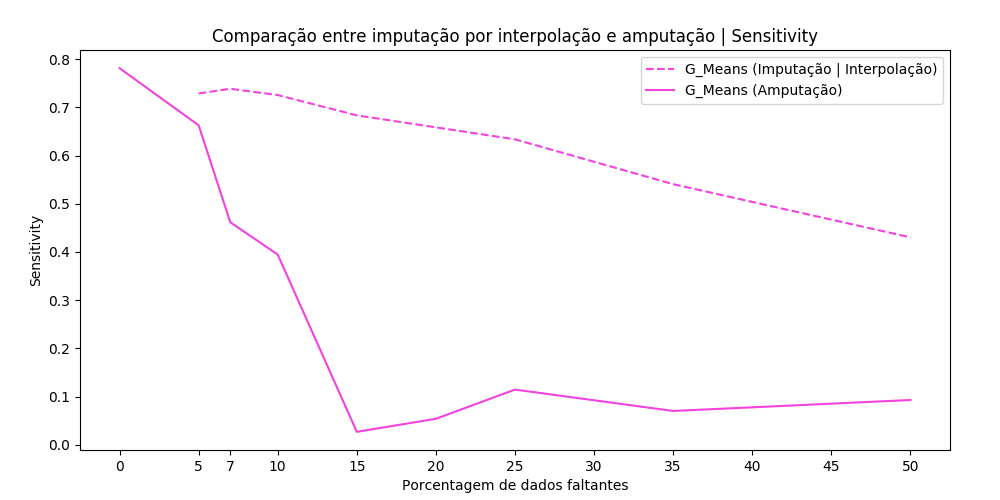 Comparação entre imputação por interpolação e amputação | Sensitivity
G_Means (Imputação | Interpolação)
G_Means (Amputação)
Sensitivity
0.8
0.7
0.6
0.5
0.4
0.3
0.2
0.1
0.0
0 5 7 10 15 20 25 30 35 40 45 50
Porcentagem de dados faltantes